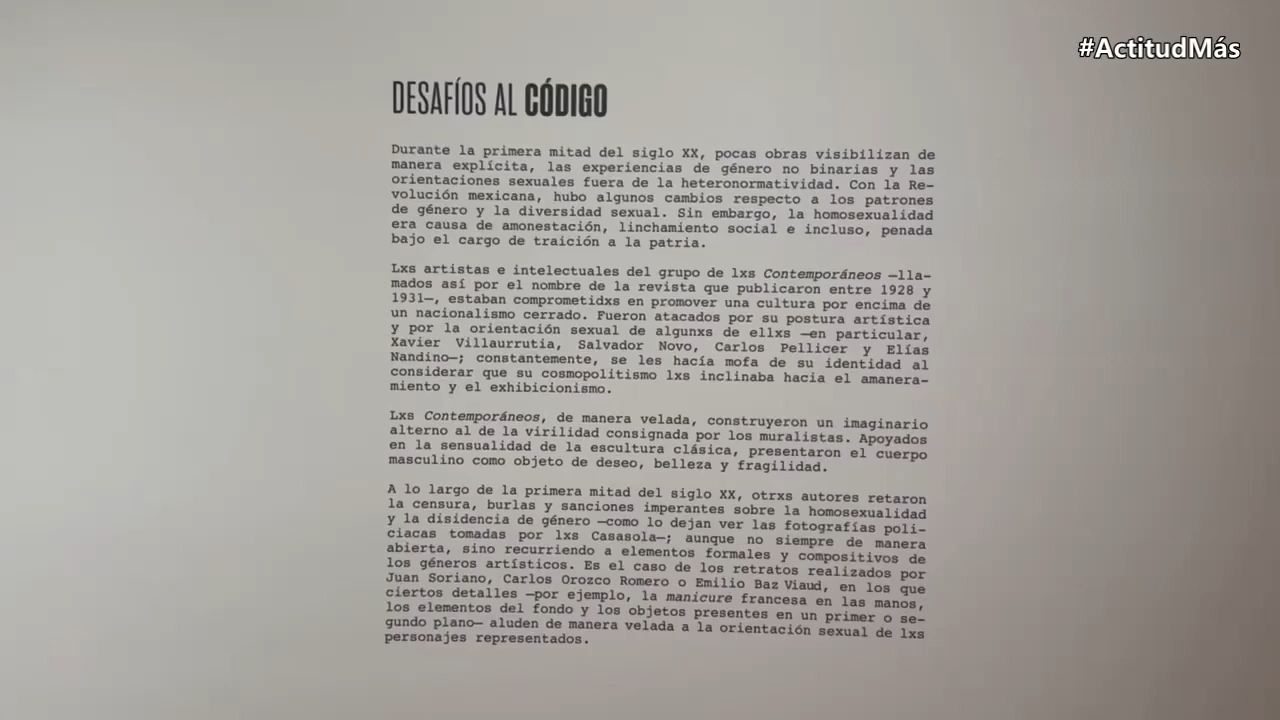 #ActitudMás
DESAFÍOS AL CÓDIGO
Durante la primera mitad del siglo XX, pocas obras visibilizan de
manera explícita, las experiencias de género no binarias y las
orientaciones sexuales fuera de la heteronormatividad. Con la Re-
volución mexicana, hubo algunos cambios respecto a los patrones
de género y la diversidad sexual. Sin embargo, la homosexualidad
era causa de amonestación, linchamiento social e incluso, penada
bajo el cargo de traición a la patria.
Lxs artistas e intelectuales del grupo de lxs Contemporáneos —lla-
mados así por el nombre de la revista que publicaron entre 1928 y
1931—, estaban comprometidxs en promover una cultura por encima de
un nacionalismo cerrado. Fueron atacados por su postura artística
y por la orientación sexual de algunxs de ellxs —en particular,
Xavier Villaurrutia, Salvador Novo, Carlos Pellicer y Elías
Nandino—; constantemente, se les hacía mofa de su identidad al
considerar que su cosmopolitismo lxs inclinaba hacia el amanera-
miento y el exhibicionismo.
Lxs Contemporáneos, de manera velada, construyeron un imaginario
alterno al de la virilidad consignada por los muralistas. Apoyados
en la sensualidad de la escultura clásica, presentaron el cuerpo
masculino como objeto de deseo, belleza y fragilidad.
A lo largo de la primera mitad del siglo XX, otrxs autores retaron
la censura, burlas y sanciones imperantes sobre la homosexualidad
y la disidencia de género —como lo dejan ver las fotografías poli-
ciacas tomadas por lxs Casasola—; aunque no siempre de manera
abierta, sino recurriendo a elementos formales y compositivos de
los géneros artísticos. Es el caso de los retratos realizados por
Juan Soriano, Carlos Orozco Romero o Emilio Baz Viaud, en los que
ciertos detalles —por ejemplo, la manicure francesa en las manos,
los elementos del fondo y los objetos presentes en un primer o se-
gundo plano— aluden de manera velada a la orientación sexual de lxs
personajes representados.